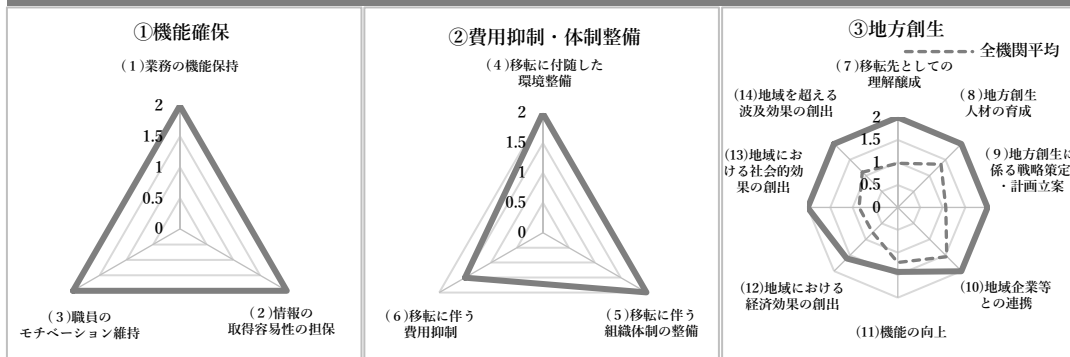 ①機能確保
（1）業務の機能保持
2
1.5
1
0.5
0
（3）職員の
モチベーション維持
（2）情報の
取得容易性の担保
②費用抑制・体制整備
（4）移転に付随した
環境整備
2
1.5
1
0.5
0
（6）移転に伴う
費用抑制
（5）移転に伴う
組織体制の整備
③地方創生
全機関平均
（7）移転先としての
理解醸成
(14)地域を超える
波及効果の創出
（8）地方創生
人材の育成
(13)地域にお
ける社会的効
果の創出
（9）地方創生に
係る戦略策定
・計画立案
2
1.5
1
0.5
0
(12)地域における
経済効果の創出
(10)地域企業等
との連携
(11)機能の向上